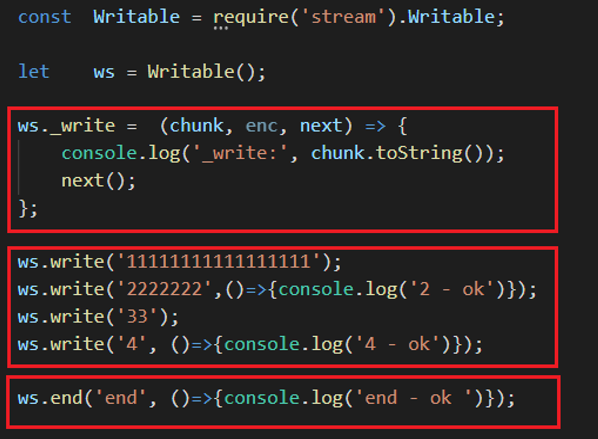 const  Writable = require('stream').Writable;
let    ws = Writable();
ws._write =  (chunk, enc, next) => {
    console.log('_write:', chunk.toString());
    next();
};
ws.write('11111111111111111');
ws.write('2222222',()=>{console.log('2 - ok')});
ws.write('33');
ws.write('4', ()=>{console.log('4 - ok')});
ws.end('end', ()=>{console.log('end - ok ')});